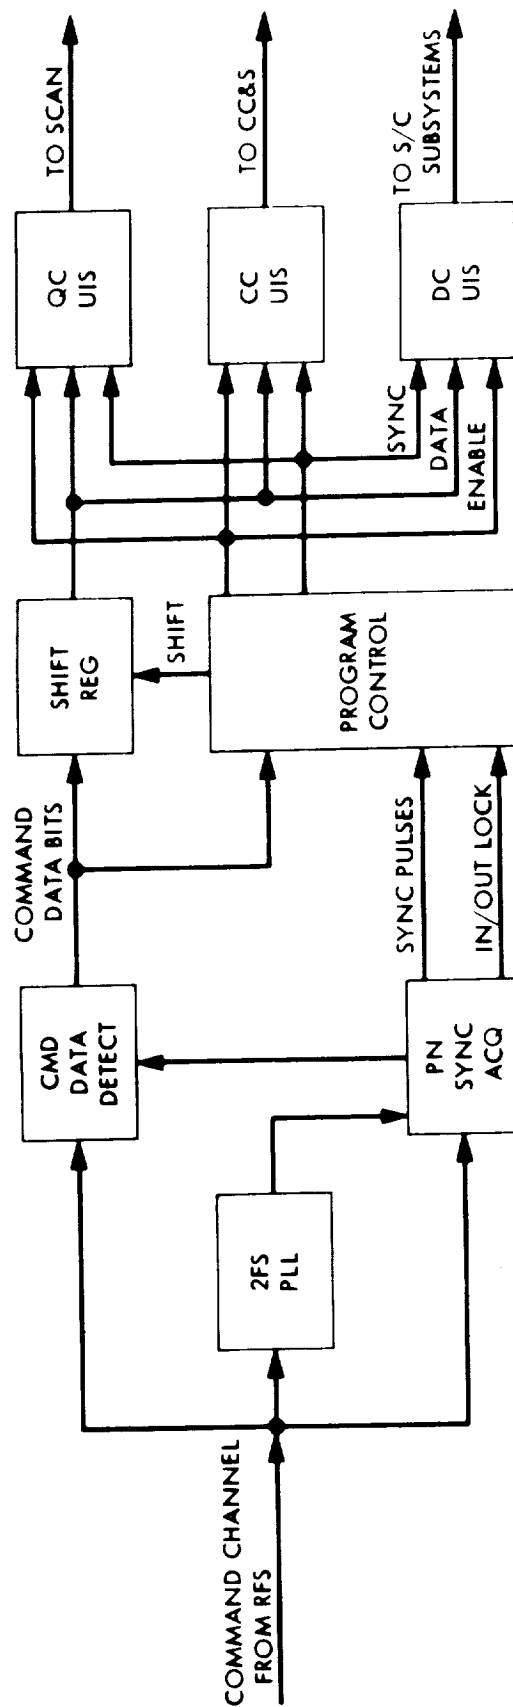 COMMAND CHANNEL
FROM RFS
2FS
PLL
CMD
DATA
DETECT
PN
SYNC
ACQ
COMMAND
DATA BITS
SYNC PULSES
IN/OUT LOCK
SHIFT
REG
SHIFT
PROGRAM
CONTROL
SYNC
DATA
ENABLE
QC
UIS
CC
UIS
DC
UIS
TO SCAN
TO CC&S
TO S/C
SUBSYSTEMS